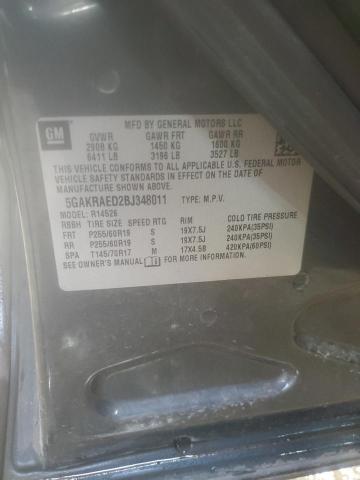 GM
MFD BY GENERAL MOTORS LLC
GVWR GAWR FRT GAWR RR
2908 KG 1450 KG 1600 KG
6411 LB 3196 LB 3527 LB
THIS VEHICLE CONFORMS TO ALL APPLICABLE U.S. FEDERAL MOTOR
VEHICLE SAFETY STANDARDS IN EFFECT ON THE DATE OF
MANUFACTURE SHOWN ABOVE.
5GAKRAED2BJ348011 TYPE: M.P.V.
MODEL: R14526
RBBH TIRE SIZE SPEED RTG RIM COLD TIRE PRESSURE
FRT P255/60R19 S 19X7.5J 240KPA(35PSI)
RR P255/60R19 S 19X7.5J 240KPA(35PSI)
SPA T145/70R17 M 17X4.5B 420KPA(60PSI)
SEE OWNER'S MANUAL FOR MORE INFORMATION.